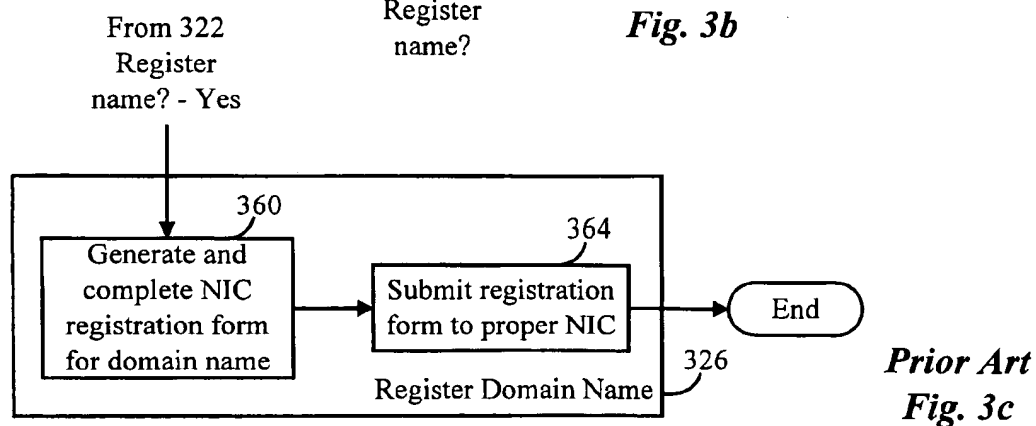 Register
name?
Fig. 3b
From 322
Register
name? - Yes
360
Generate and
complete NIC
registration form
for domain name
364
Submit registration
form to proper NIC
End
326
Register Domain Name
Prior Art
Fig. 3c